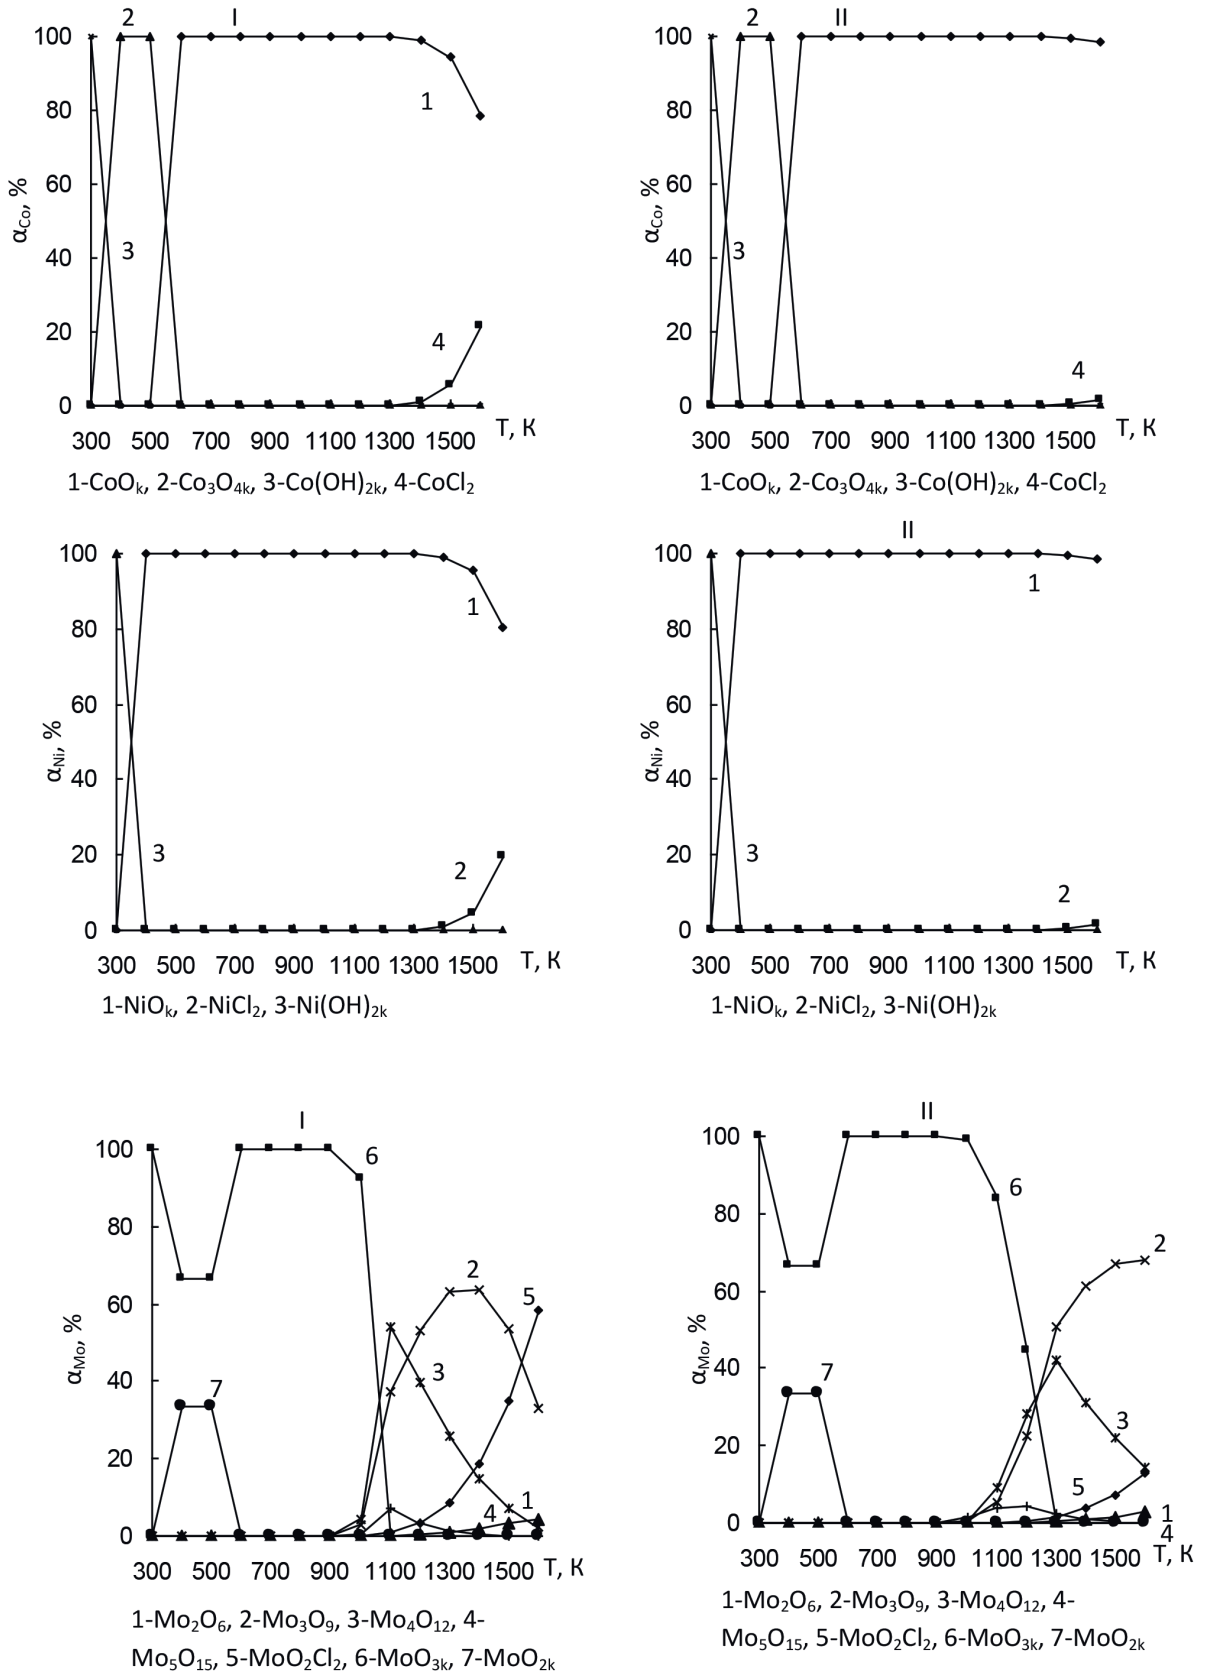 2 I
100
80
60
40
20
0
αCo, %
1
3
4
300 500 700 900 1100 1300 1500 T, K
1-CoOk, 2-Co3O4k, 3-Co(OH)2k, 4-CoCl2
2 II
100
80
60
40
20
0
αCo, %
3
4
300 500 700 900 1100 1300 1500 T, K
1-CoOk, 2-Co3O4k, 3-Co(OH)2k, 4-CoCl2
100
80
60
40
20
0
αNi, %
1
3
2
300 500 700 900 1100 1300 1500 T, K
1-NiOk, 2-NiCl2, 3-Ni(OH)2k
II
100
80
60
40
20
0
αNi, %
1
3
2
300 500 700 900 1100 1300 1500 T, K
1-NiOk, 2-NiCl2, 3-Ni(OH)2k
I
100
80
60
40
20
0
αMo, %
6
2
5
3
7
4
1
300 500 700 900 1100 1300 1500 T, K
1-Mo2O6, 2-Mo3O9, 3-Mo4O12, 4-
Mo5O15, 5-MoO2Cl2, 6-MoO3k, 7-MoO2k
II
100
80
60
40
20
0
αMo, %
6
2
7
3
5
1
4
300 500 700 900 1100 1300 1500 T, K
1-Mo2O6, 2-Mo3O9, 3-Mo4O12, 4-
Mo5O15, 5-MoO2Cl2, 6-MoO3k, 7-MoO2k